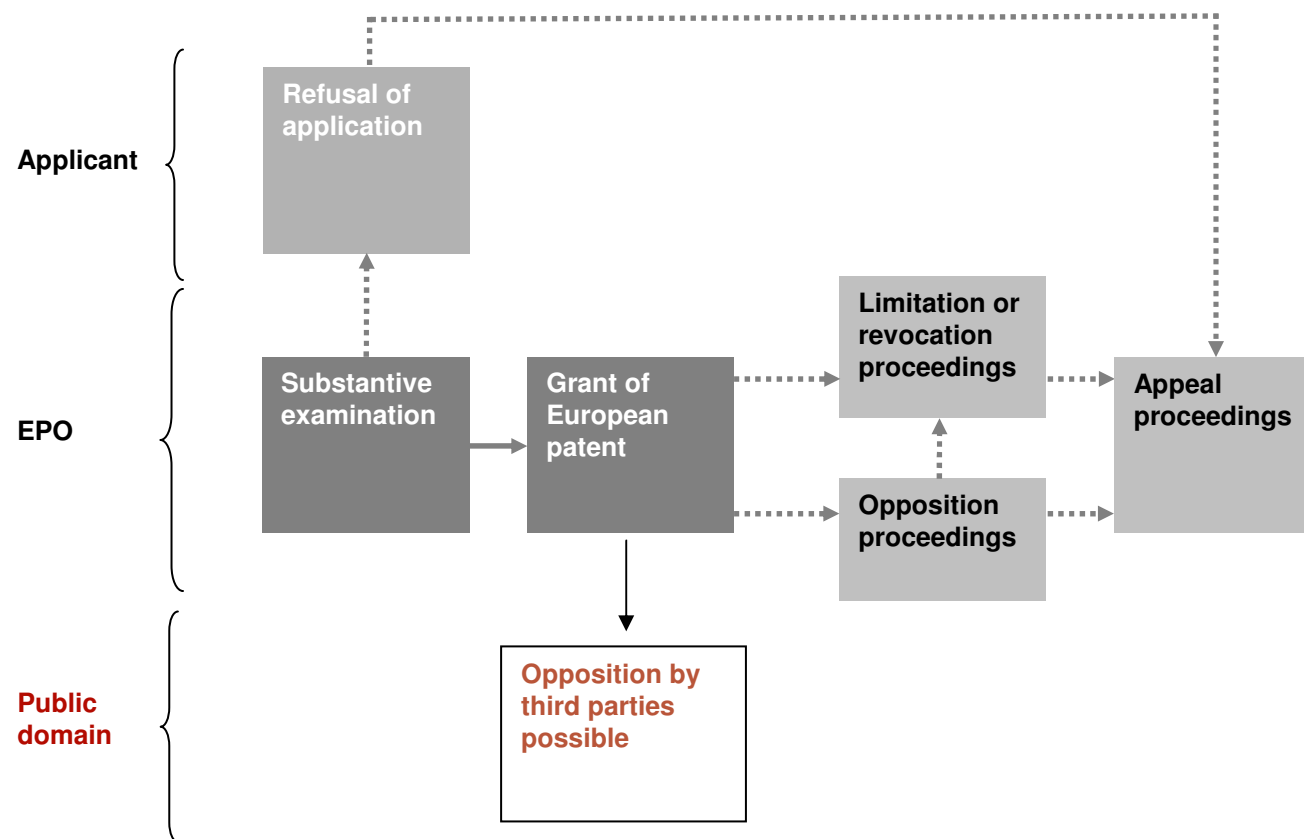 Refusal of
application
Applicant
Limitation or
revocation
proceedings
Substantive
examination
Grant of
European
patent
Appeal
proceedings
EPO
Opposition
proceedings
Opposition by
third parties
possible
Public
domain